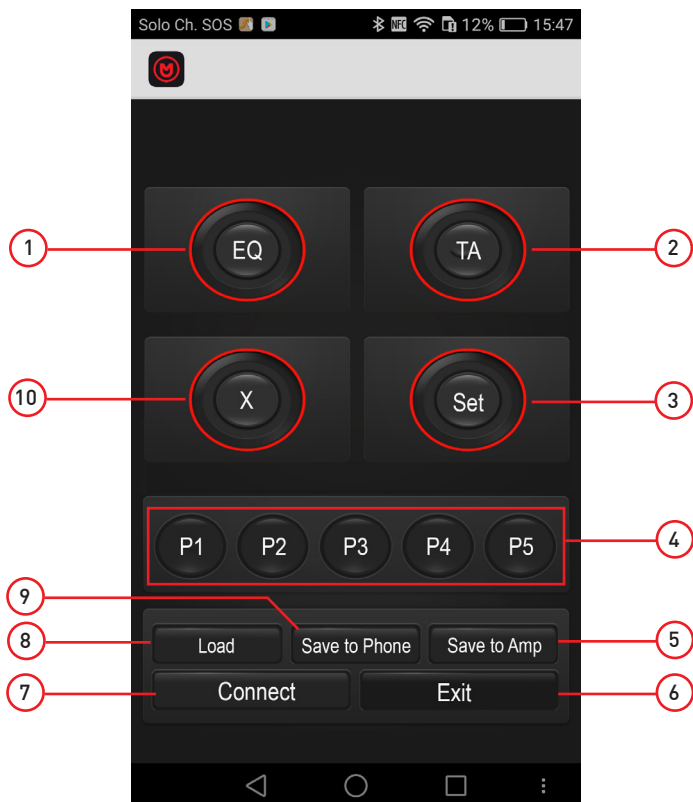 Solo Ch. SOS NFC 12% 15:47
1 EQ TA 2
10 X Set 3
P1 P2 P3 P4 P5 4
9
8 Load Save to Phone Save to Amp 5
7 Connect Exit 6